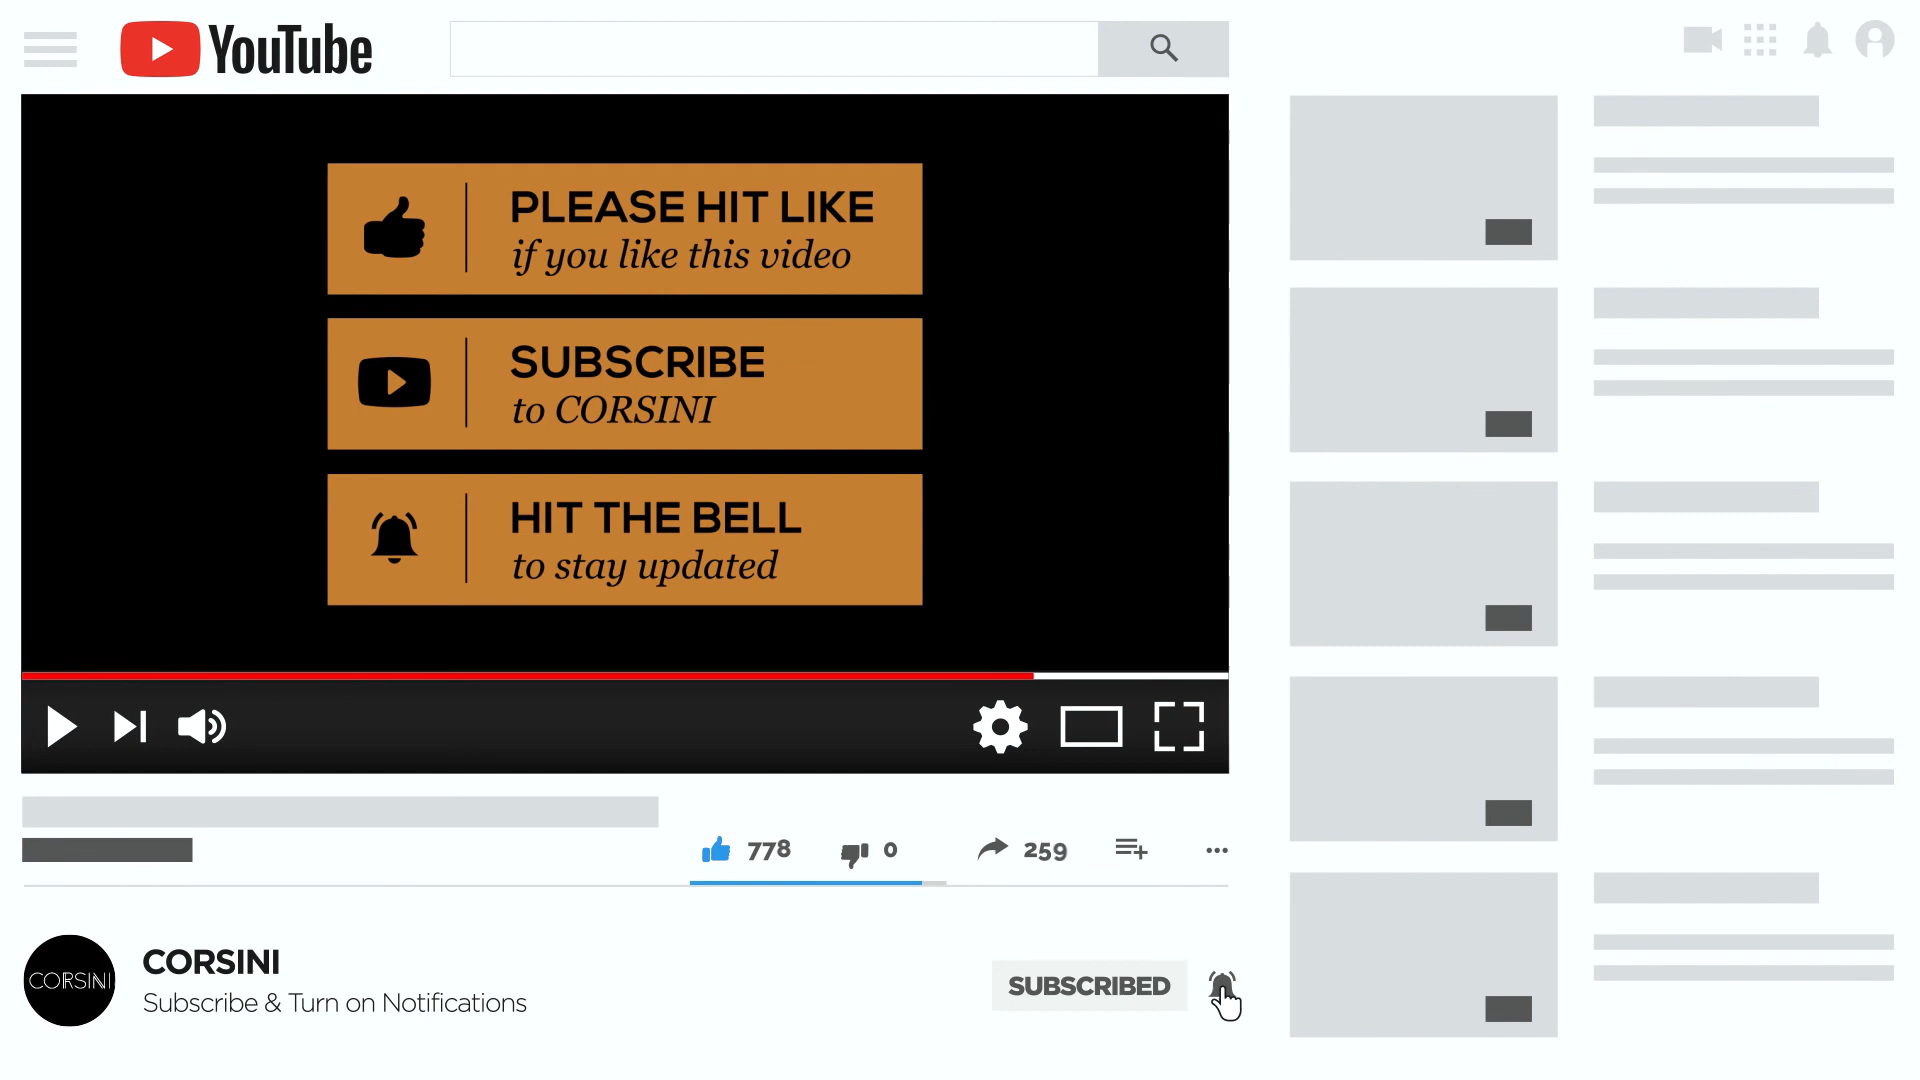 YouTube
PLEASE HIT LIKE
if you like this video
SUBSCRIBE
to CORSINI
HIT THE BELL
to stay updated
778
0
259
CORSINI
CORSINI
Subscribe & Turn on Notifications
SUBSCRIBED